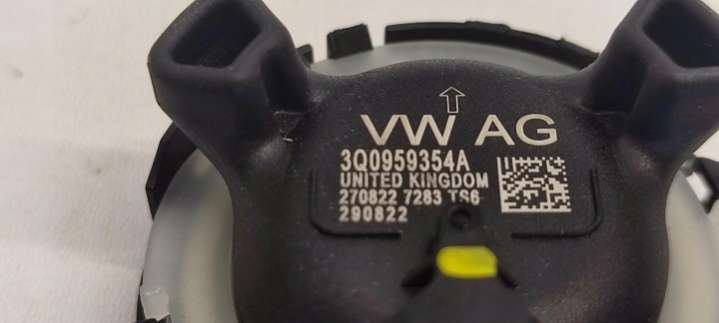 VW AG
3Q0959354A
UNITED KINGDOM
270822 7283 TS6
290822